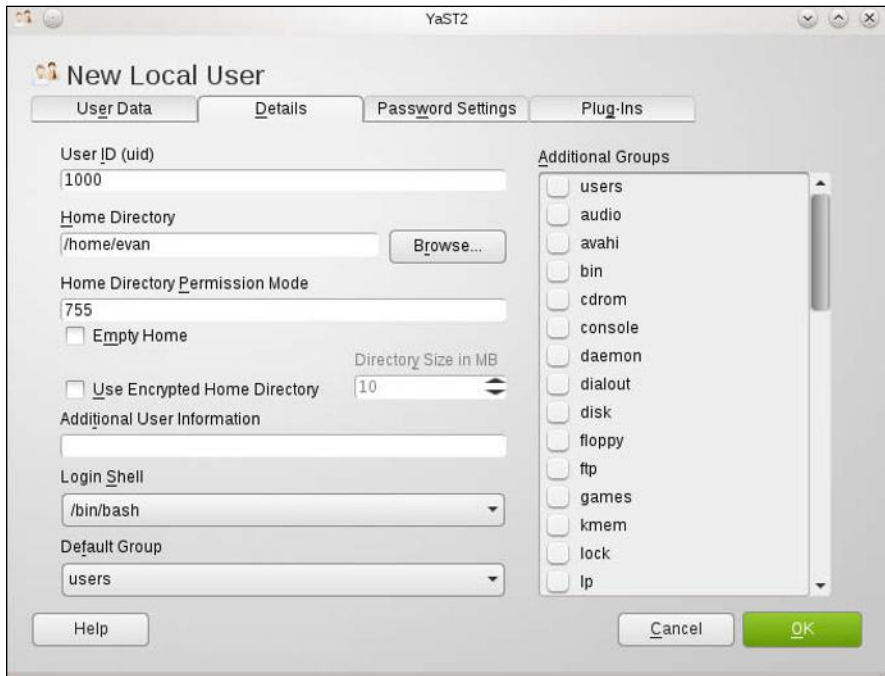 YaST2
New Local User
User Data
Details
Password Settings
Plug-Ins
User ID (uid)
1000
Home Directory
/home/evan
Browse...
Home Directory Permission Mode
755
Empty Home
Directory Size in MB
Use Encrypted Home Directory
10
Additional User Information
Login Shell
/bin/bash
Default Group
users
Additional Groups
users
audio
avahi
bin
cdrom
console
daemon
dialout
disk
floppy
ftp
games
kmem
lock
lp
Help
Cancel
OK